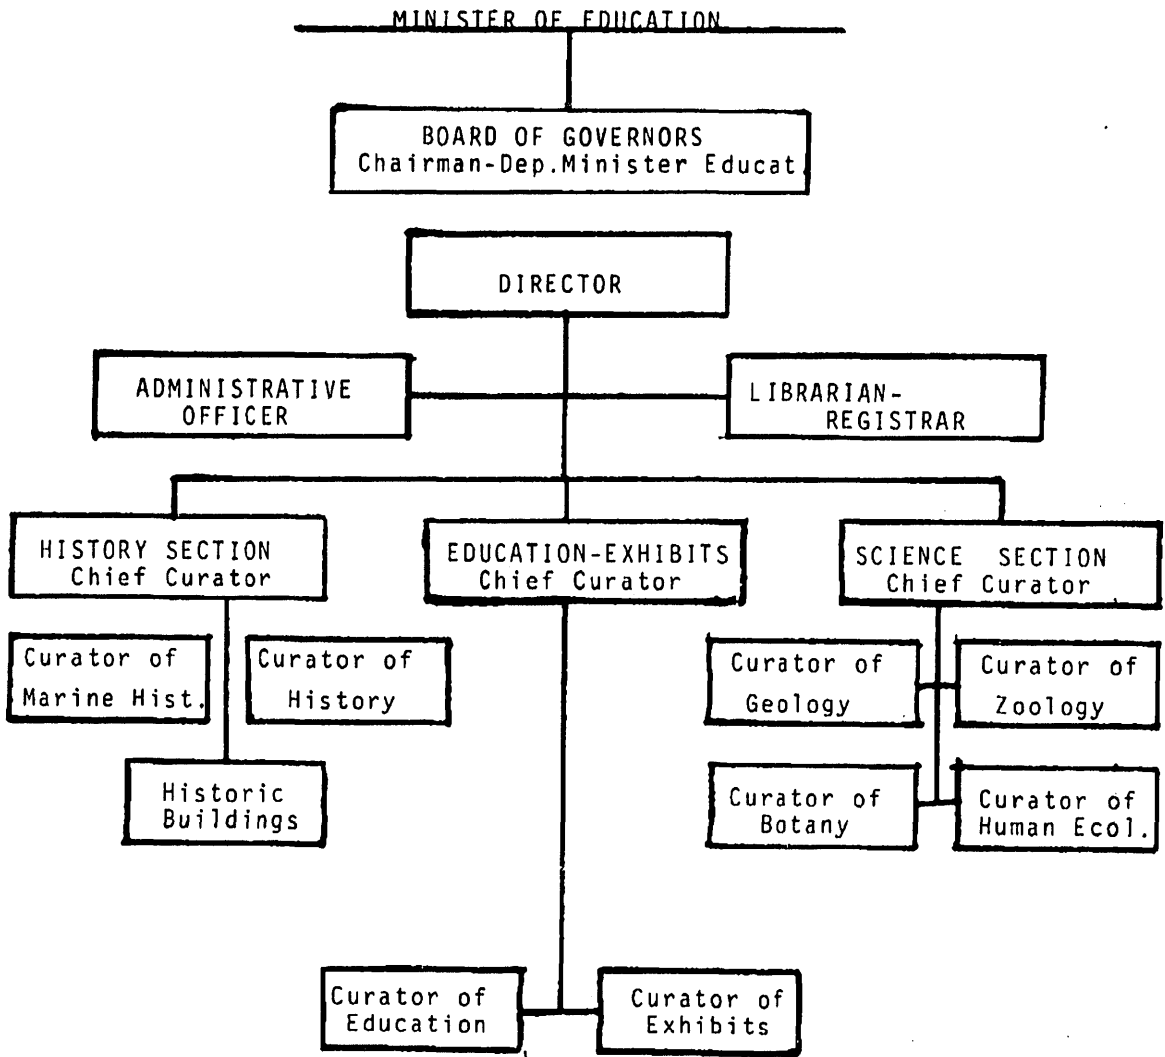 MINISTER OF EDUCATION
BOARD OF GOVERNORS
Chairman-Dep.Minister Educat
DIRECTOR
ADMINISTRATIVE
OFFICER
LIBRARIAN-
REGISTRAR
HISTORY SECTION
Chief Curator
EDUCATION-EXHIBITS
Chief Curator
SCIENCE SECTION
Chief Curator
Curator of
Marine Hist.
Curator of
History
Curator of
Geology
Curator of
Zoology
Historic
Buildings
Curator of
Botany
Curator of
Human Ecol.
Curator of
Education
Curator of
Exhibits